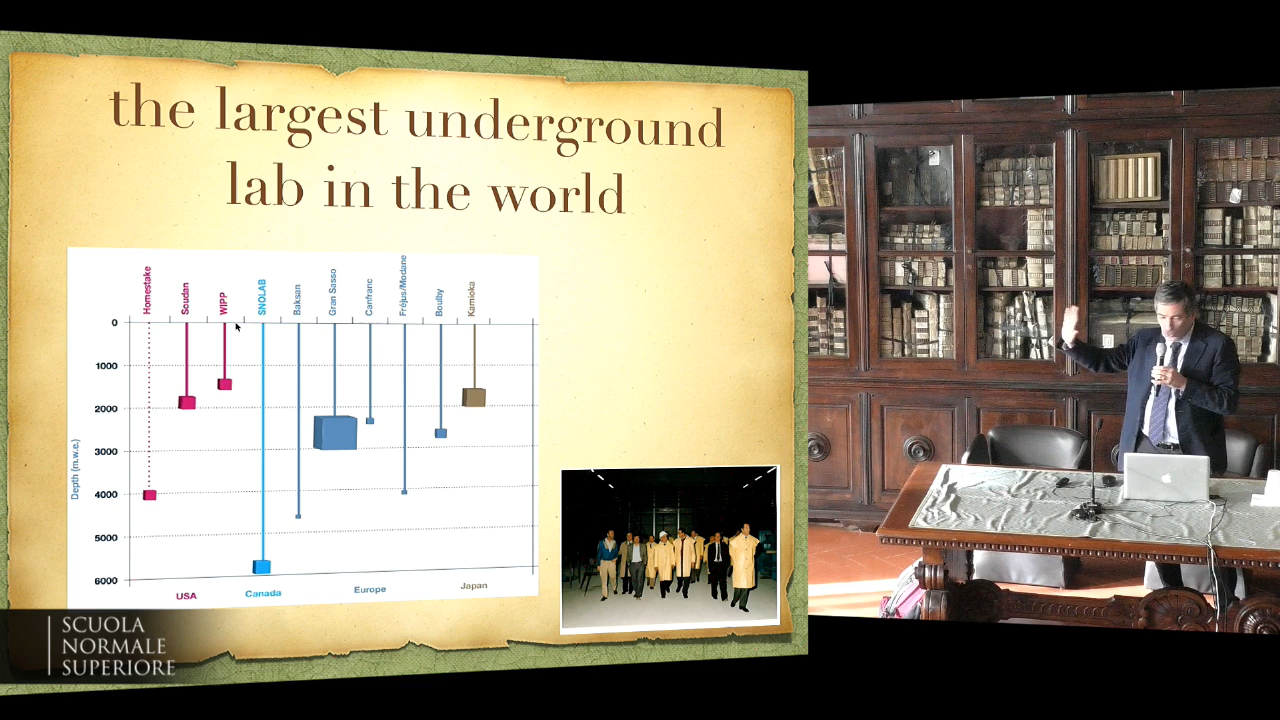 the largest underground
lab in the world
Homestake
Soudan
WIPP
SNOLAB
Baksan
Gran Sasso
Canfranc
Fréjus/Modane
Boulby
Kamioka
0
1000
2000
3000
4000
5000
6000
Depth (m.w.e.)
USA
Canada
Europe
Japan
SCUOLA
NORMALE
SUPERIORE